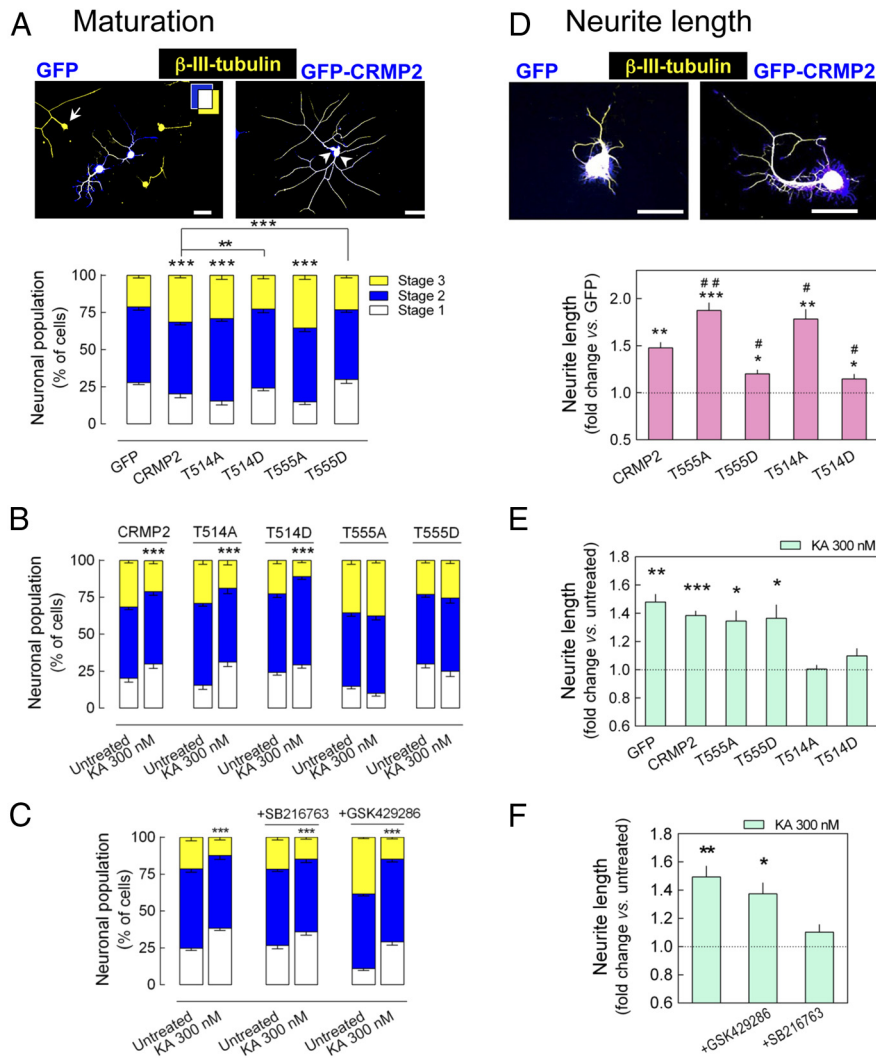 A Maturation
GFP
β-III-tubulin
GFP-CRMP2
***
**
*** *** ***
Neuronal population
(% of cells)
100
75
50
25
0
Stage 3
Stage 2
Stage 1
GFP CRMP2 T514A T514D T555A T555D
B
CRMP2 T514A T514D T555A T555D
*** *** ***
Neuronal population
(% of cells)
100
75
50
25
0
Untreated KA 300 nM Untreated KA 300 nM Untreated KA 300 nM Untreated KA 300 nM Untreated KA 300 nM
C
+SB216763 +GSK429286
*** *** ***
Neuronal population
(% of cells)
100
75
50
25
0
Untreated KA 300 nM Untreated KA 300 nM Untreated KA 300 nM
D Neurite length
GFP
β-III-tubulin
GFP-CRMP2
Neurite length
(fold change vs. GFP)
2.0
1.5
1.0
0.5
# # # # #
** *** * ** *
CRMP2 T555A T555D T514A T514D
E
KA 300 nM
Neurite length
(fold change vs. untreated)
1.8
1.6
1.4
1.2
1.0
0.8
0.6
** *** * *
GFP CRMP2 T555A T555D T514A T514D
F
KA 300 nM
Neurite length
(fold change vs. untreated)
1.8
1.6
1.4
1.2
1.0
0.8
0.6
** *
+GSK429286 +SB216763